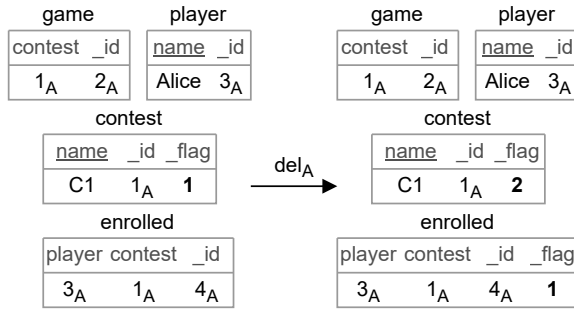 game player game player
contest _id name _id contest _id name _id
1A 2A Alice 3A 1A 2A Alice 3A
contest contest
name _id _flag name _id _flag
C1 1A 1 delA C1 1A 2
enrolled enrolled
player contest _id player contest _id _flag
3A 1A 4A 3A 1A 4A 1